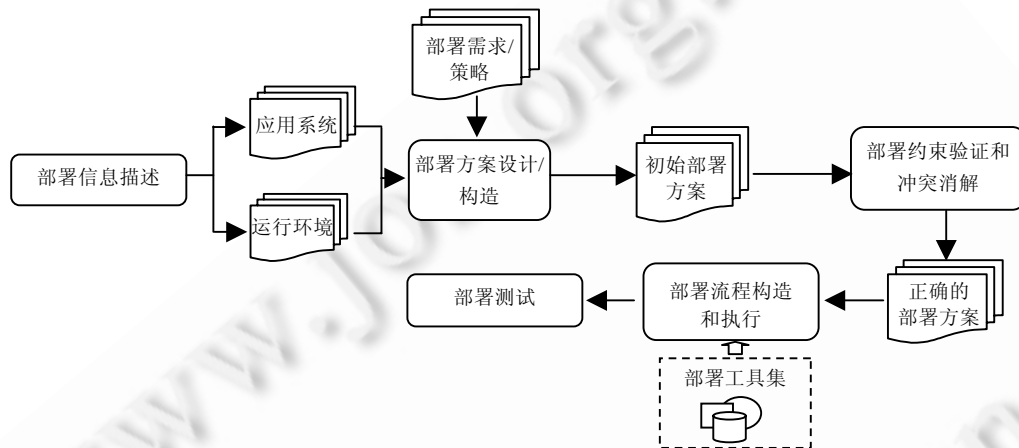 部署需求/
策略
应用系统
部署信息描述
运行环境
部署方案设计/
构造
初始部署
方案
部署约束验证和
冲突消解
正确的
部署方案
部署流程构造
和执行
部署测试
部署工具集
www.jos.org.